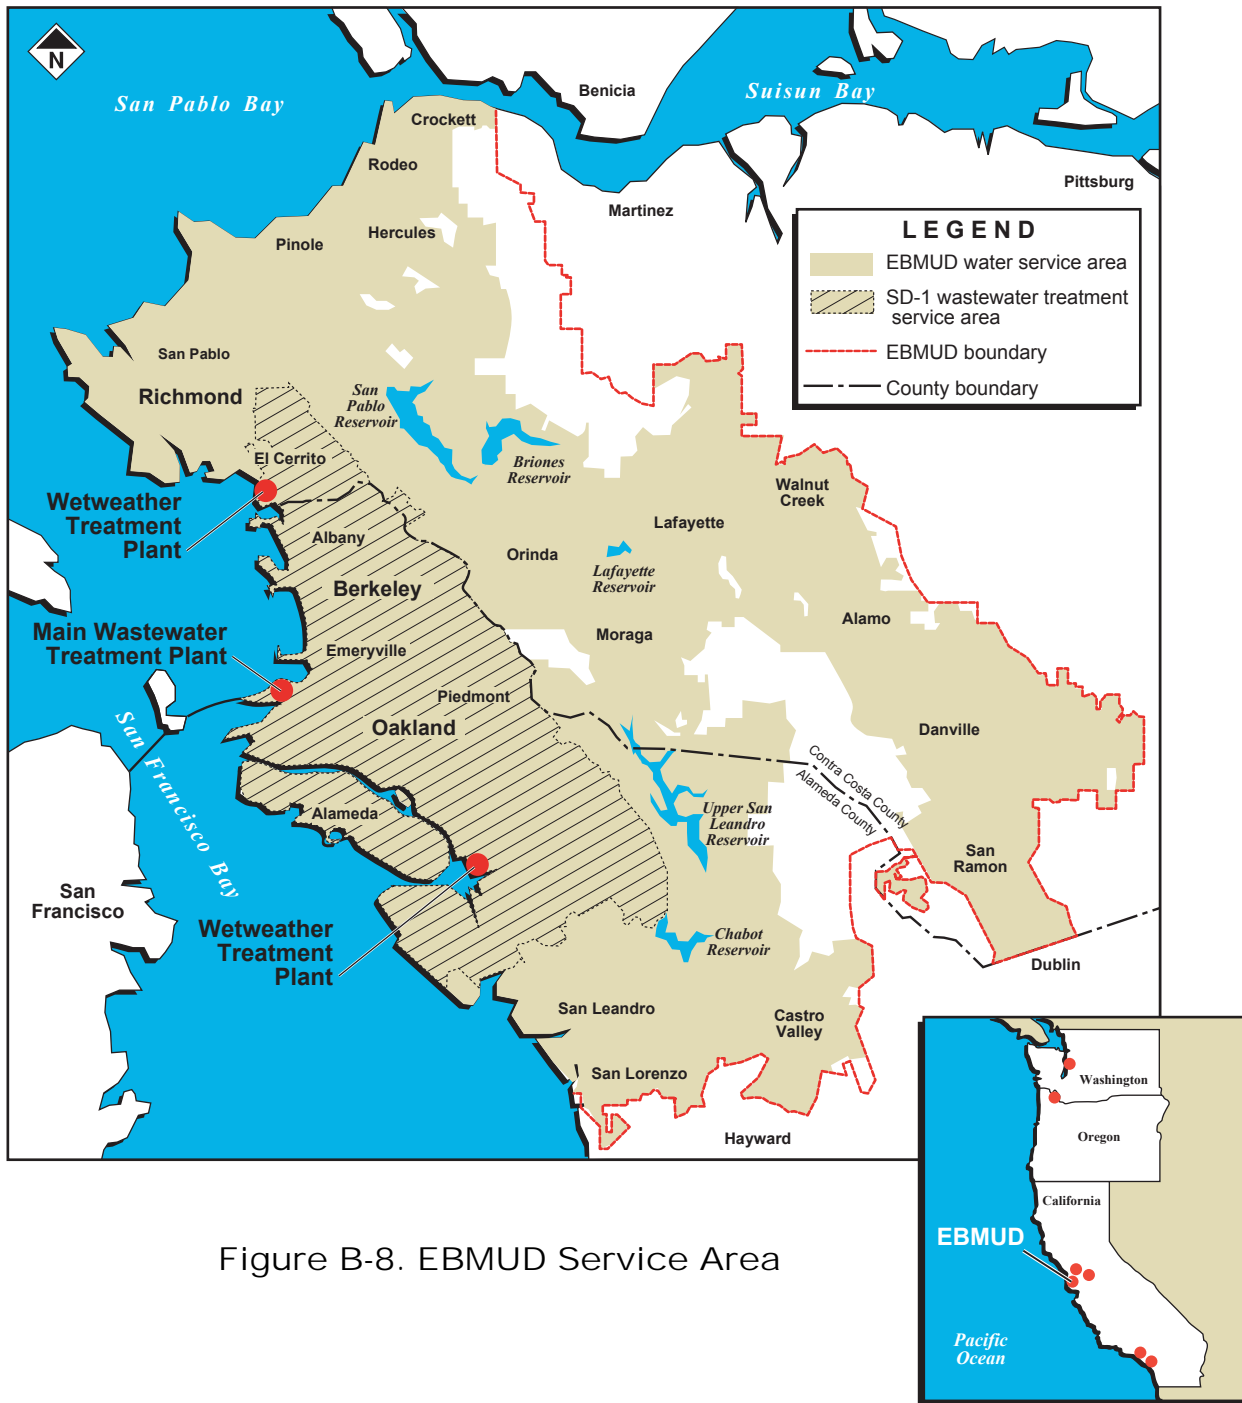 N
San Pablo Bay
Benicia
Suisun Bay
Crockett
Rodeo
Pittsburg
Martinez
Hercules
Pinole
LEGEND
EBMUD water service area
SD-1 wastewater treatment
service area
EBMUD boundary
County boundary
San Pablo
Richmond
San
Pablo
Reservoir
El Cerrito
Briones
Reservoir
Walnut
Creek
Wetweather
Treatment
Plant
Lafayette
Albany
Orinda
Lafayette
Reservoir
Berkeley
Alamo
Moraga
Main Wastewater
Treatment Plant
Emeryville
Piedmont
Oakland
Danville
San Francisco Bay
Contra Costa County
Alameda County
Upper San
Leandro
Reservoir
Alameda
San
Ramon
San
Francisco
Wetweather
Treatment
Plant
Chabot
Reservoir
Dublin
San Leandro
Castro
Valley
San Lorenzo
Hayward
Washington
Oregon
California
EBMUD
Pacific
Ocean
Figure B-8. EBMUD Service Area